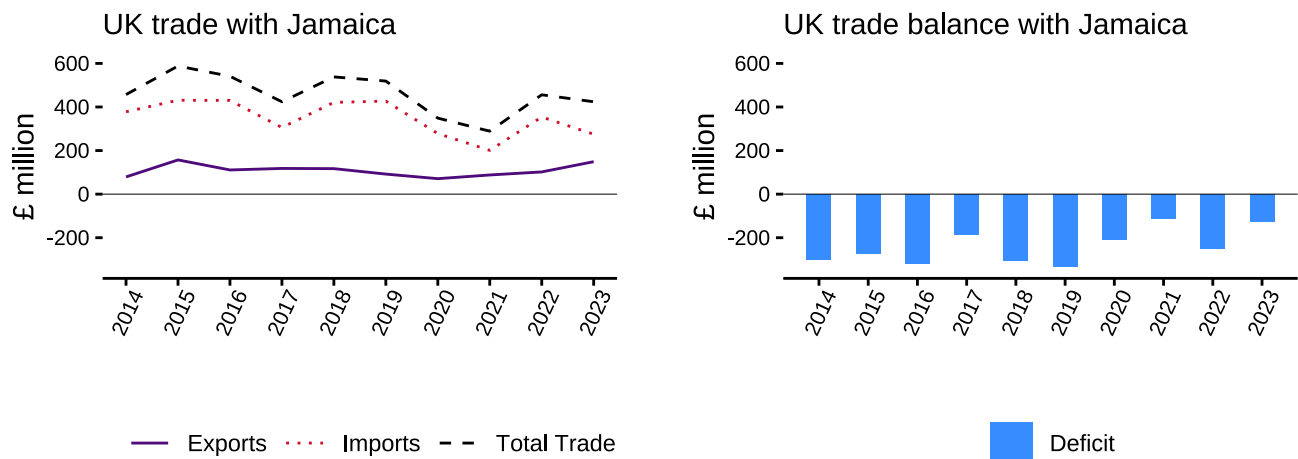 UK trade with Jamaica
£ million
600
400
200
0
-200
2014 2015 2016 2017 2018 2019 2020 2021 2022 2023
Exports Imports Total Trade
UK trade balance with Jamaica
£ million
600
400
200
0
-200
2014 2015 2016 2017 2018 2019 2020 2021 2022 2023
Deficit